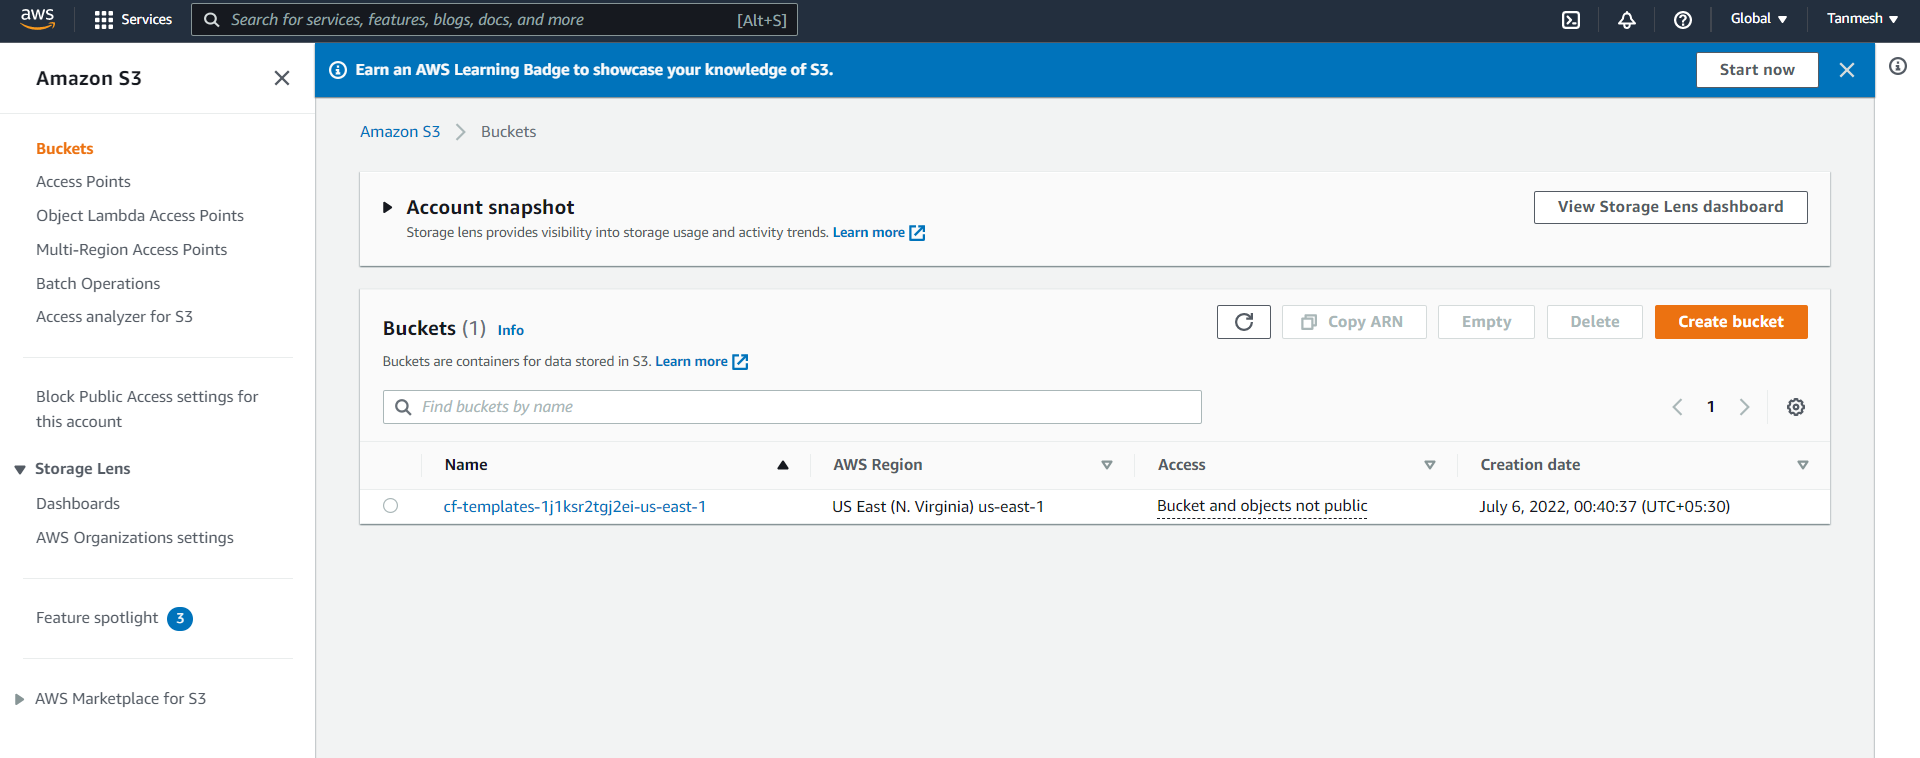 aws
Services
Search for services, features, blogs, docs, and more [Alt+S]
Global
Tanmesh
Amazon S3
Buckets
Access Points
Object Lambda Access Points
Multi-Region Access Points
Batch Operations
Access analyzer for S3
Block Public Access settings for
this account
Storage Lens
Dashboards
AWS Organizations settings
Feature spotlight 3
AWS Marketplace for S3
Earn an AWS Learning Badge to showcase your knowledge of S3.
Start now
Amazon S3 Buckets
Account snapshot
Storage lens provides visibility into storage usage and activity trends. Learn more
View Storage Lens dashboard
Buckets (1) Info
Buckets are containers for data stored in S3. Learn more
Copy ARN
Empty
Delete
Create bucket
Find buckets by name
1
Name AWS Region Access Creation date
cf-templates-1j1ksr2tgj2ei-us-east-1 US East (N. Virginia) us-east-1 Bucket and objects not public July 6, 2022, 00:40:37 (UTC+05:30)